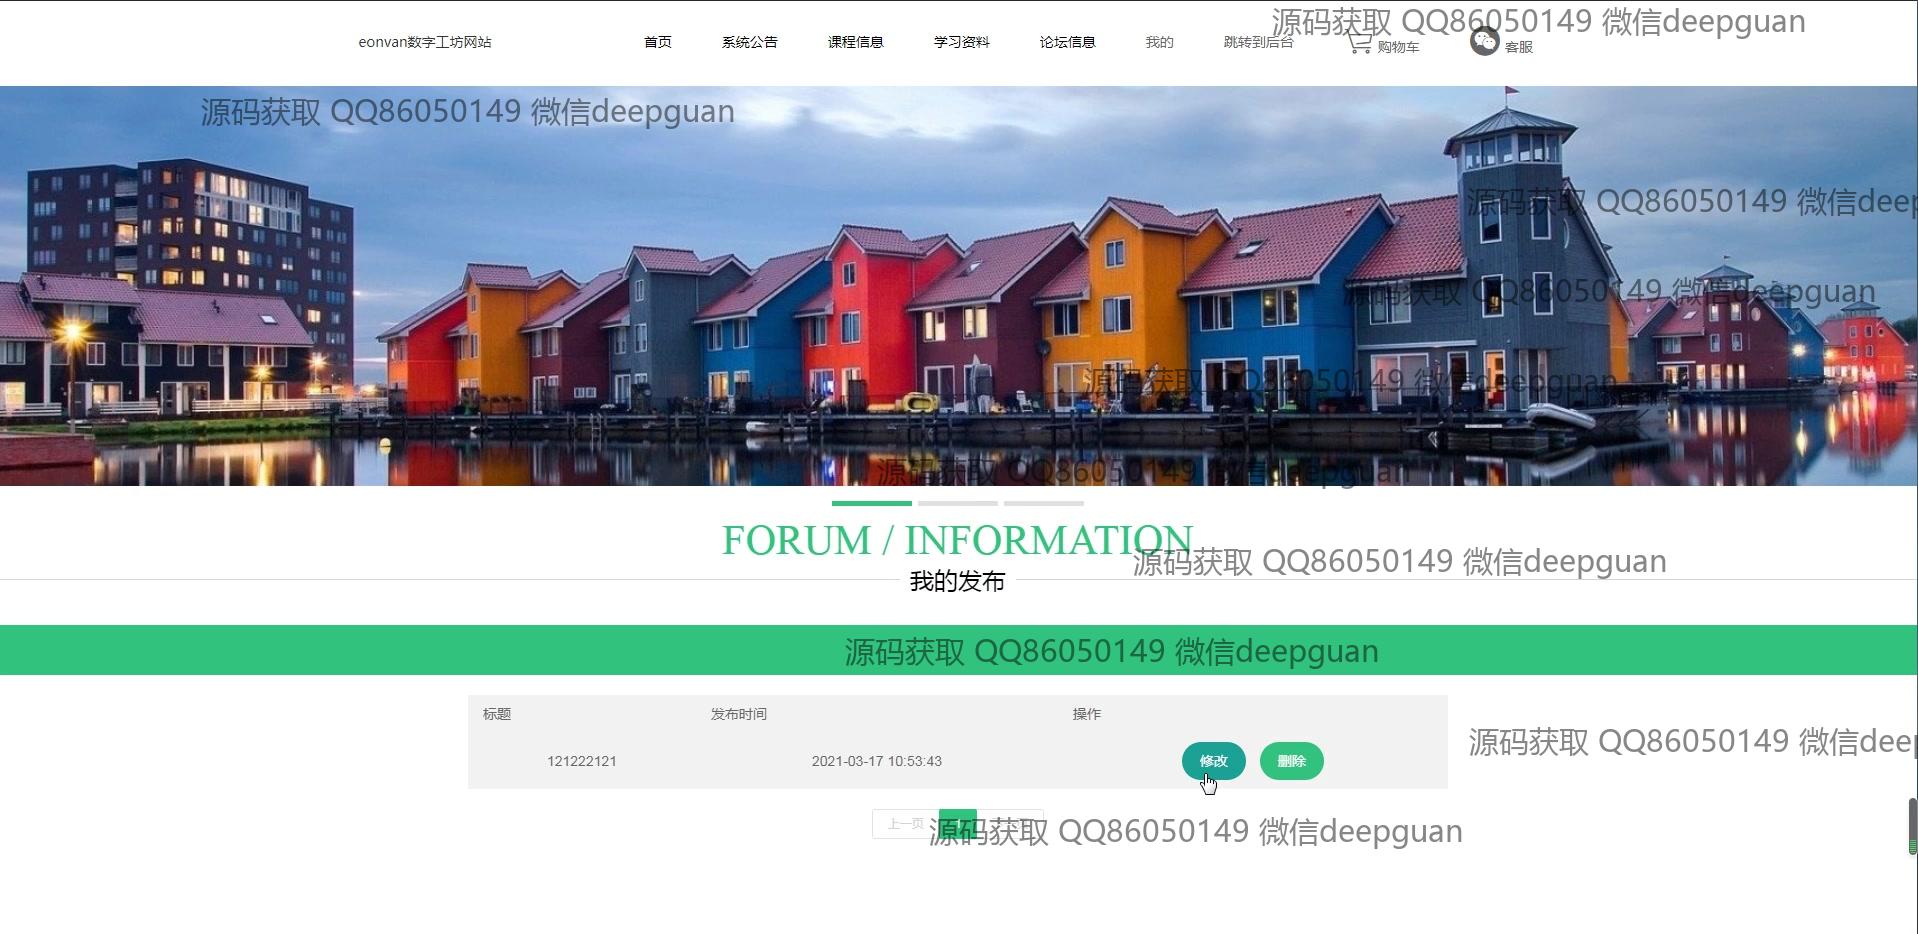 源码获取 QQ86050149 微信deepguan
eonvan数字工坊网站 首页 系统公告 课程信息 学习资料 论坛信息 我的 跳转到后台 购物车 客服
源码获取 QQ86050149 微信deepguan
源码获取 QQ86050149 微信deep
源码获取 QQ86050149 微信deepguan
源码获取 QQ86050149 微信deepguan
源码获取 QQ86050149 微信deepguan
FORUM / INFORMATION
源码获取 QQ86050149 微信deepguan
我的发布
源码获取 QQ86050149 微信deepguan
标题 发布时间 操作
源码获取 QQ86050149 微信deep
121222121 2021-03-17 10:53:43 修改 删除
上一页 1
源码获取 QQ86050149 微信deepguan